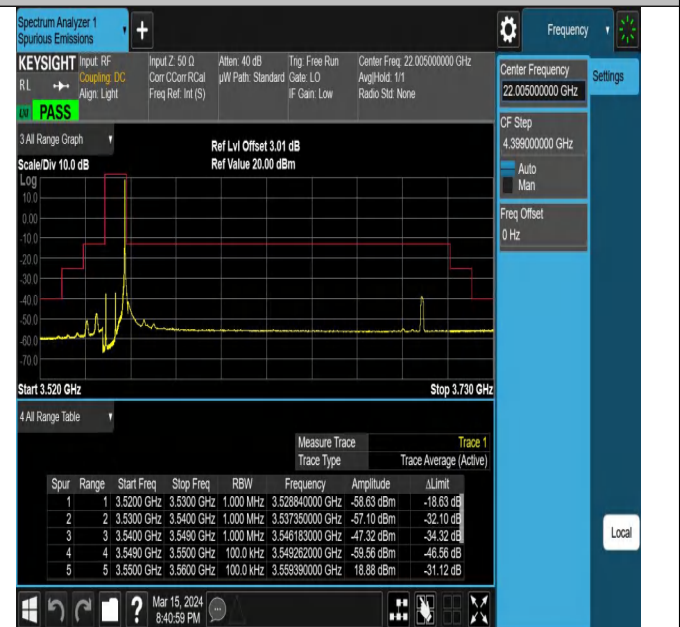 Spectrum Analyzer 1
Spurious Emissions
+
Frequency
KEYSIGHT
Input: RF
Coupling: DC
Align: Light
Input Z: 50 Ω
Corr CCorr RCal
Freq Ref: Int (S)
Atten: 40 dB
µW Path: Standard
Trig: Free Run
Gate: LO
IF Gain: Low
Center Freq: 22.005000000 GHz
Avg|Hold: 1/1
Radio Std: None
RL
PASS
Center Frequency
22.005000000 GHz
Settings
CF Step
4.399000000 GHz
Auto
Man
Freq Offset
0 Hz
3 All Range Graph
Scale/Div 10.0 dB
Ref Lvl Offset 3.01 dB
Ref Value 20.00 dBm
Log
10.0
0.00
-10.0
-20.0
-30.0
-40.0
-50.0
-60.0
-70.0
Start 3.520 GHz
Stop 3.730 GHz
4 All Range Table
Measure Trace Trace 1
Trace Type Trace Average (Active)
Spur Range Start Freq Stop Freq RBW Frequency Amplitude ΔLimit
1 1 3.5200 GHz 3.5300 GHz 1.000 MHz 3.528840000 GHz -58.63 dBm -18.63 dB
2 2 3.5300 GHz 3.5400 GHz 1.000 MHz 3.537350000 GHz -57.10 dBm -32.10 dB
3 3 3.5400 GHz 3.5490 GHz 1.000 MHz 3.546183000 GHz -47.32 dBm -34.32 dB
4 4 3.5490 GHz 3.5500 GHz 100.0 kHz 3.549262000 GHz -59.56 dBm -46.56 dB
5 5 3.5500 GHz 3.5600 GHz 100.0 kHz 3.559390000 GHz 18.88 dBm -31.12 dB
Local
?
Mar 15, 2024
8:40:59 PM